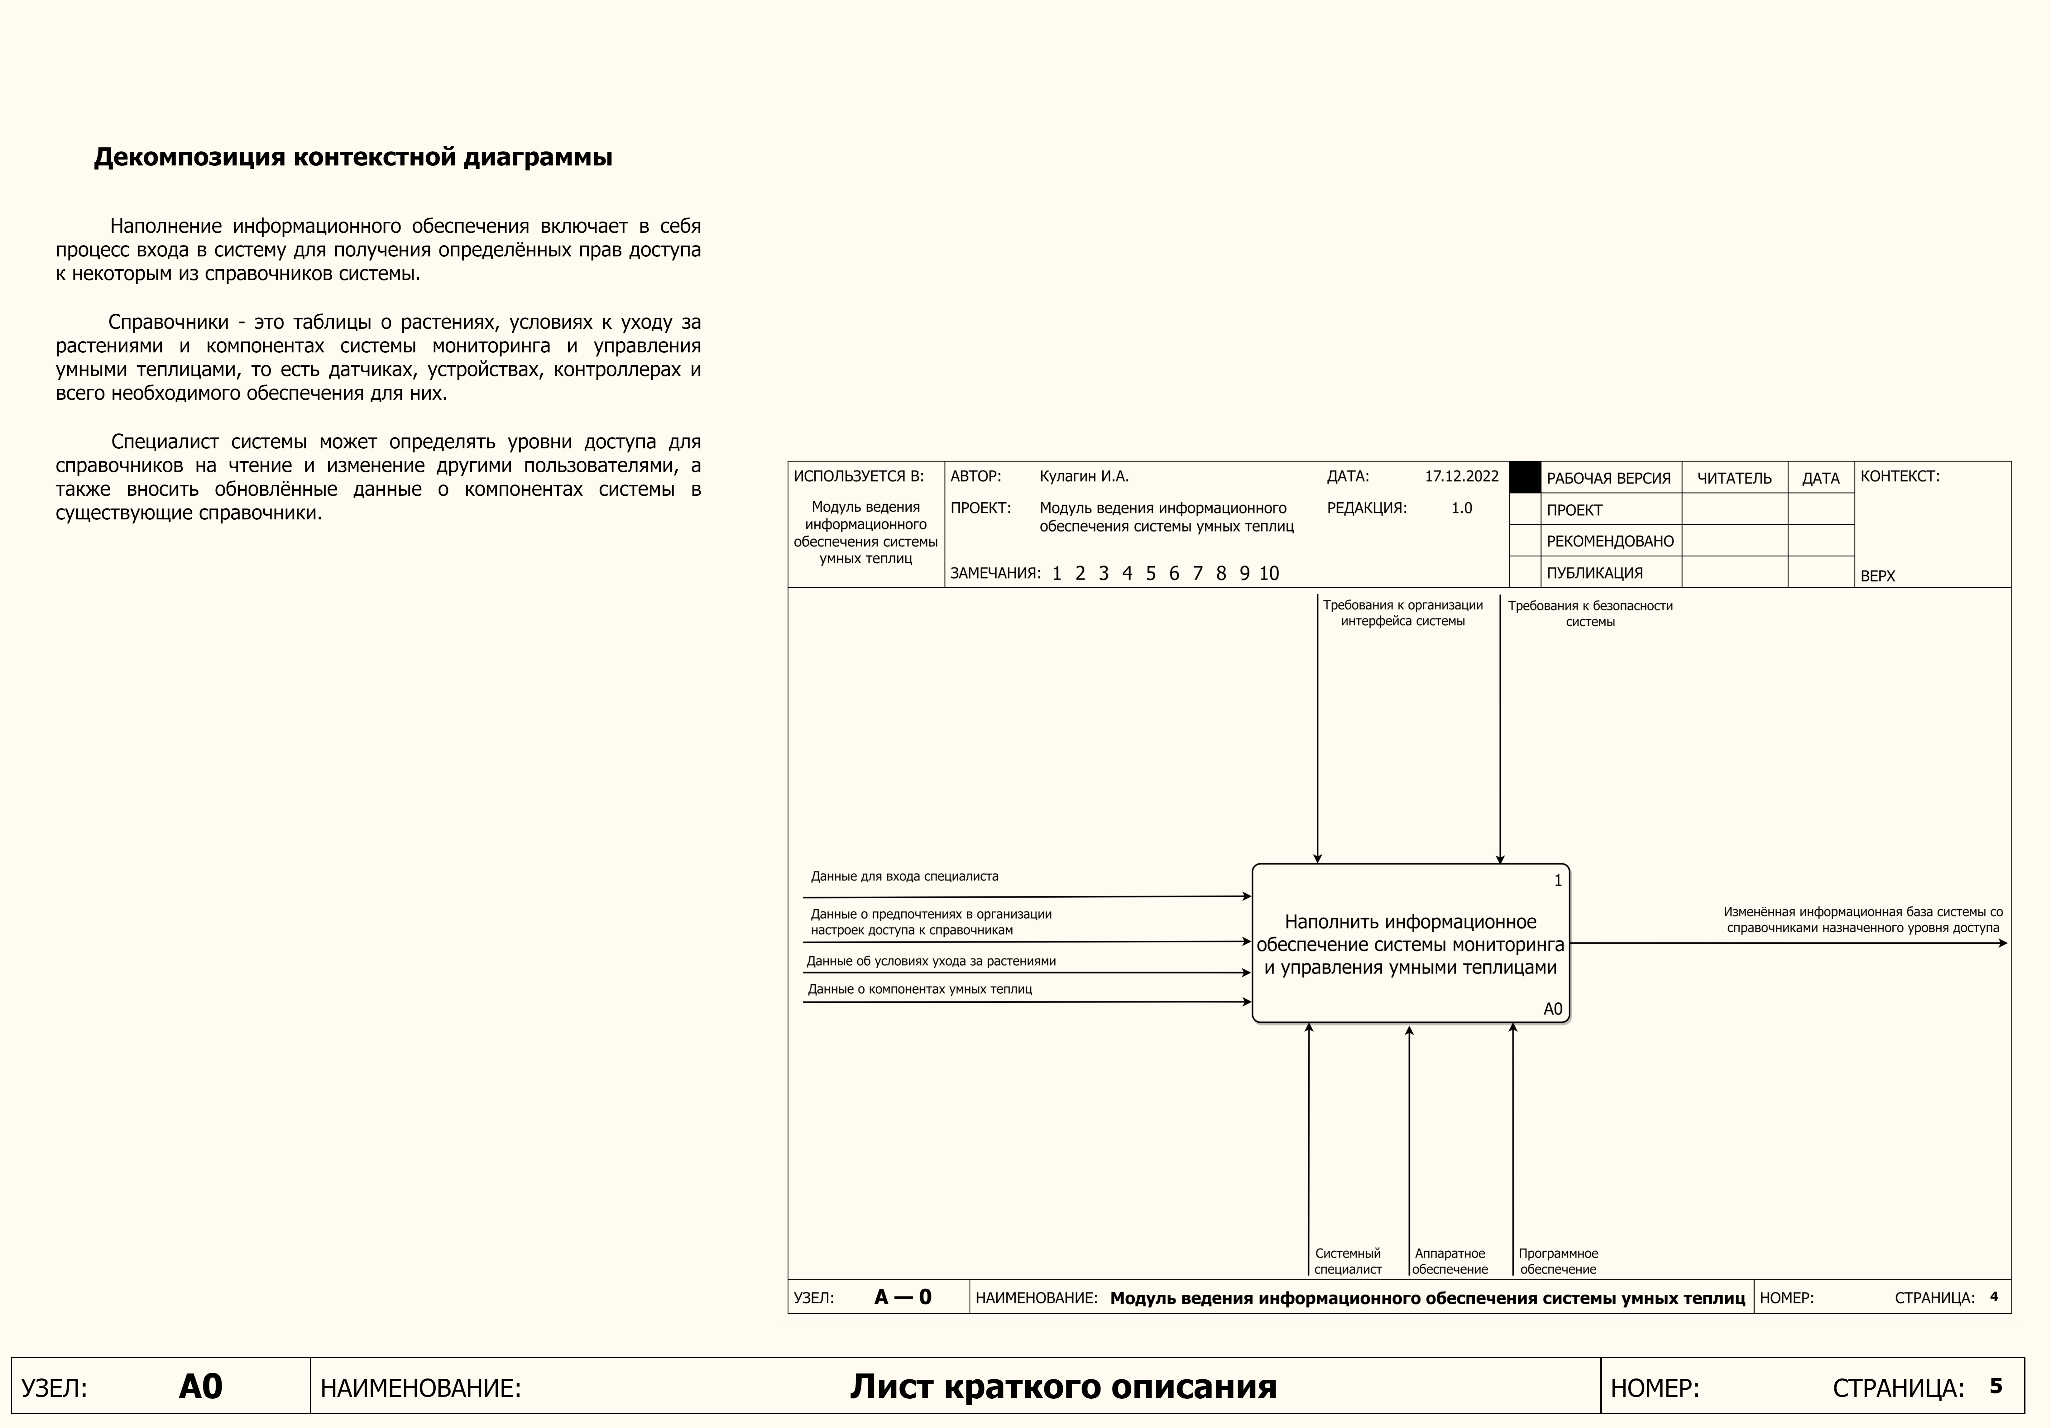 Декомпозиция контекстной диаграммы
Наполнение информационного обеспечения включает в себя
процесс входа в систему для получения определённых прав доступа
к некоторым из справочников системы.
Справочники - это таблицы о растениях, условиях к уходу за
растениями и компонентах системы мониторинга и управления
умными теплицами, то есть датчиках, устройствах, контроллерах и
всего необходимого обеспечения для них.
Специалист системы может определять уровни доступа для
справочников на чтение и изменение другими пользователями, а
также вносить обновлённые данные о компонентах системы в
существующие справочники.
ИСПОЛЬЗУЕТСЯ В:
Модуль ведения
информационного
обеспечения системы
умных теплиц
АВТОР: Кулагин И.А.
ДАТА: 17.12.2022
ПРОЕКТ: Модуль ведения информационного
обеспечения системы умных теплиц
РЕДАКЦИЯ: 1.0
ЗАМЕЧАНИЯ: 1 2 3 4 5 6 7 8 9 10
РАБОЧАЯ ВЕРСИЯ
ЧИТАТЕЛЬ
ДАТА
ПРОЕКТ
РЕКОМЕНДОВАНО
ПУБЛИКАЦИЯ
КОНТЕКСТ:
ВЕРХ
Требования к организации
интерфейса системы
Требования к безопасности
системы
Данные для входа специалиста
Данные о предпочтениях в организации
настроек доступа к справочникам
Данные об условиях ухода за растениями
Данные о компонентах умных теплиц
1
Наполнить информационное
обеспечение системы мониторинга
и управления умными теплицами
А0
Изменённая информационная база системы со
справочниками назначенного уровня доступа
Системный
специалист
Аппаратное
обеспечение
Программное
обеспечение
УЗЕЛ: А — 0
НАИМЕНОВАНИЕ: Модуль ведения информационного обеспечения системы умных теплиц
НОМЕР:
СТРАНИЦА: 4
УЗЕЛ: А0
НАИМЕНОВАНИЕ: Лист краткого описания
НОМЕР:
СТРАНИЦА: 5